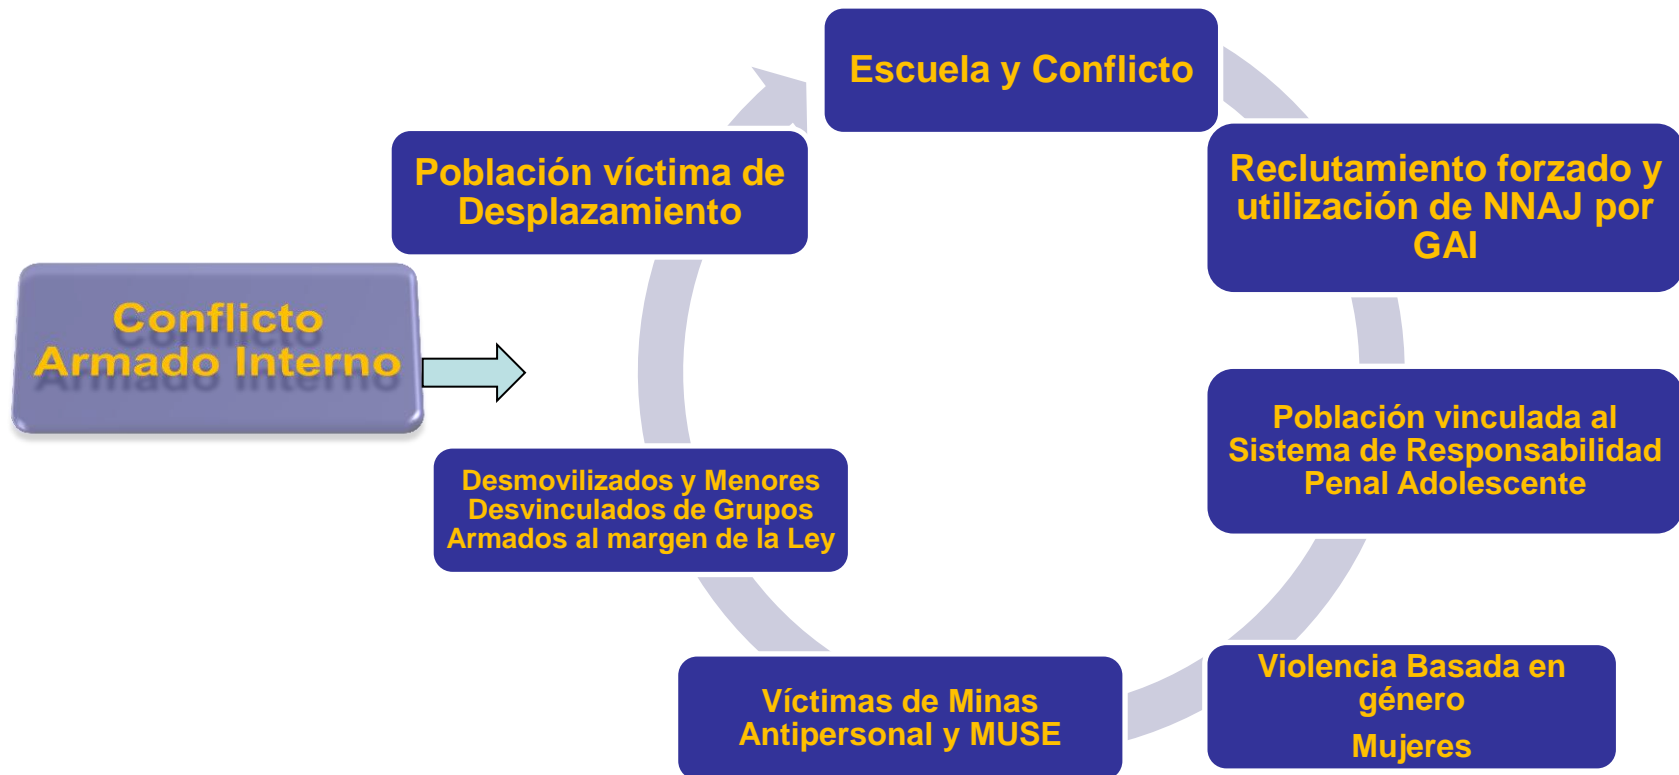 Escuela y Conflicto
Población víctima de
Desplazamiento
Reclutamiento forzado y
utilización de NNAJ por
GAI
Conflicto
Armado Interno
Población vinculada al
Sistema de Responsabilidad
Penal Adolescente
Desmovilizados y Menores
Desvinculados de Grupos
Armados al margen de la Ley
Violencia Basada en
género
Mujeres
Víctimas de Minas
Antipersonal y MUSE